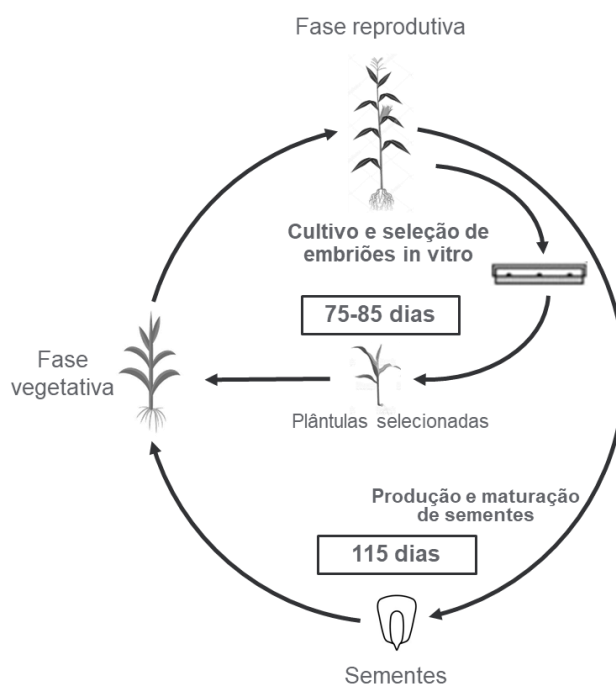 Fase reprodutiva
Cultivo e seleção de
embriões in vitro
75-85 dias
Fase
vegetativa
Plântulas selecionadas
Produção e maturação
de sementes
115 dias
Sementes